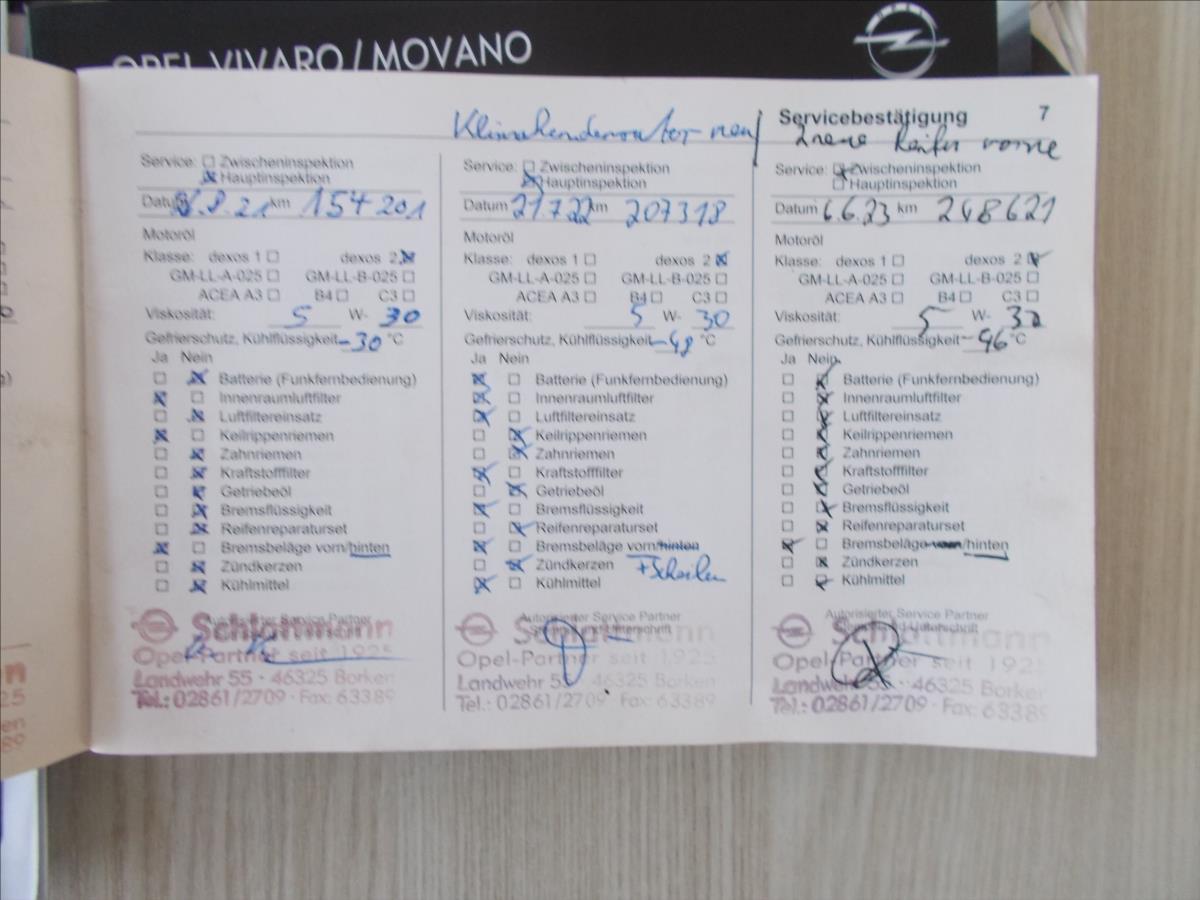 OPEL VIVARO / MOVANO
Servicebestätigung 7
Klimakondensator neu / 2 neue Reifen vorne
Service: Zwischeninspektion
Hauptinspektion
Datum .8.21 km 154 201
Motoröl
Klasse: dexos 1 dexos 2
GM-LL-A-025 GM-LL-B-025
ACEA A3 B4 C3
Viskosität: 5 W- 30
Gefrierschutz, Kühlflüssigkeit -30 °C
Ja Nein
Batterie (Funkfernbedienung)
Innenraumluftfilter
Luftfiltereinsatz
Keilrippenriemen
Zahnriemen
Kraftstofffilter
Getriebeöl
Bremsflüssigkeit
Reifenreparaturset
Bremsbeläge vorn/hinten
Zündkerzen
Kühlmittel
Schlattmann
Opel-Partner seit 1925
Landwehr 55 · 46325 Borken
Tel.: 02861/2709 · Fax: 63389
Service: Zwischeninspektion
Hauptinspektion
Datum 21.7.22 km 207318
Motoröl
Klasse: dexos 1 dexos 2
GM-LL-A-025 GM-LL-B-025
ACEA A3 B4 C3
Viskosität: 5 W- 30
Gefrierschutz, Kühlflüssigkeit -48 °C
Ja Nein
Batterie (Funkfernbedienung)
Innenraumluftfilter
Luftfiltereinsatz
Keilrippenriemen
Zahnriemen
Kraftstofffilter
Getriebeöl
Bremsflüssigkeit
Reifenreparaturset
Bremsbeläge vorn/hinten
Zündkerzen + Scheiben
Kühlmittel
Autorisierter Service Partner
Schlattmann
Opel-Partner seit 1925
Landwehr 55 · 46325 Borken
Tel.: 02861/2709 · Fax: 63389
Service: Zwischeninspektion
Hauptinspektion
Datum 6.6.23 km 248621
Motoröl
Klasse: dexos 1 dexos 2
GM-LL-A-025 GM-LL-B-025
ACEA A3 B4 C3
Viskosität: 5 W- 30
Gefrierschutz, Kühlflüssigkeit -46 °C
Ja Nein
Batterie (Funkfernbedienung)
Innenraumluftfilter
Luftfiltereinsatz
Keilrippenriemen
Zahnriemen
Kraftstofffilter
Getriebeöl
Bremsflüssigkeit
Reifenreparaturset
Bremsbeläge vorn/hinten
Zündkerzen
Kühlmittel
Autorisierter Service Partner
Schlattmann
Opel-Partner seit 1925
Landwehr 55 · 46325 Borken
Tel.: 02861/2709 · Fax: 63389